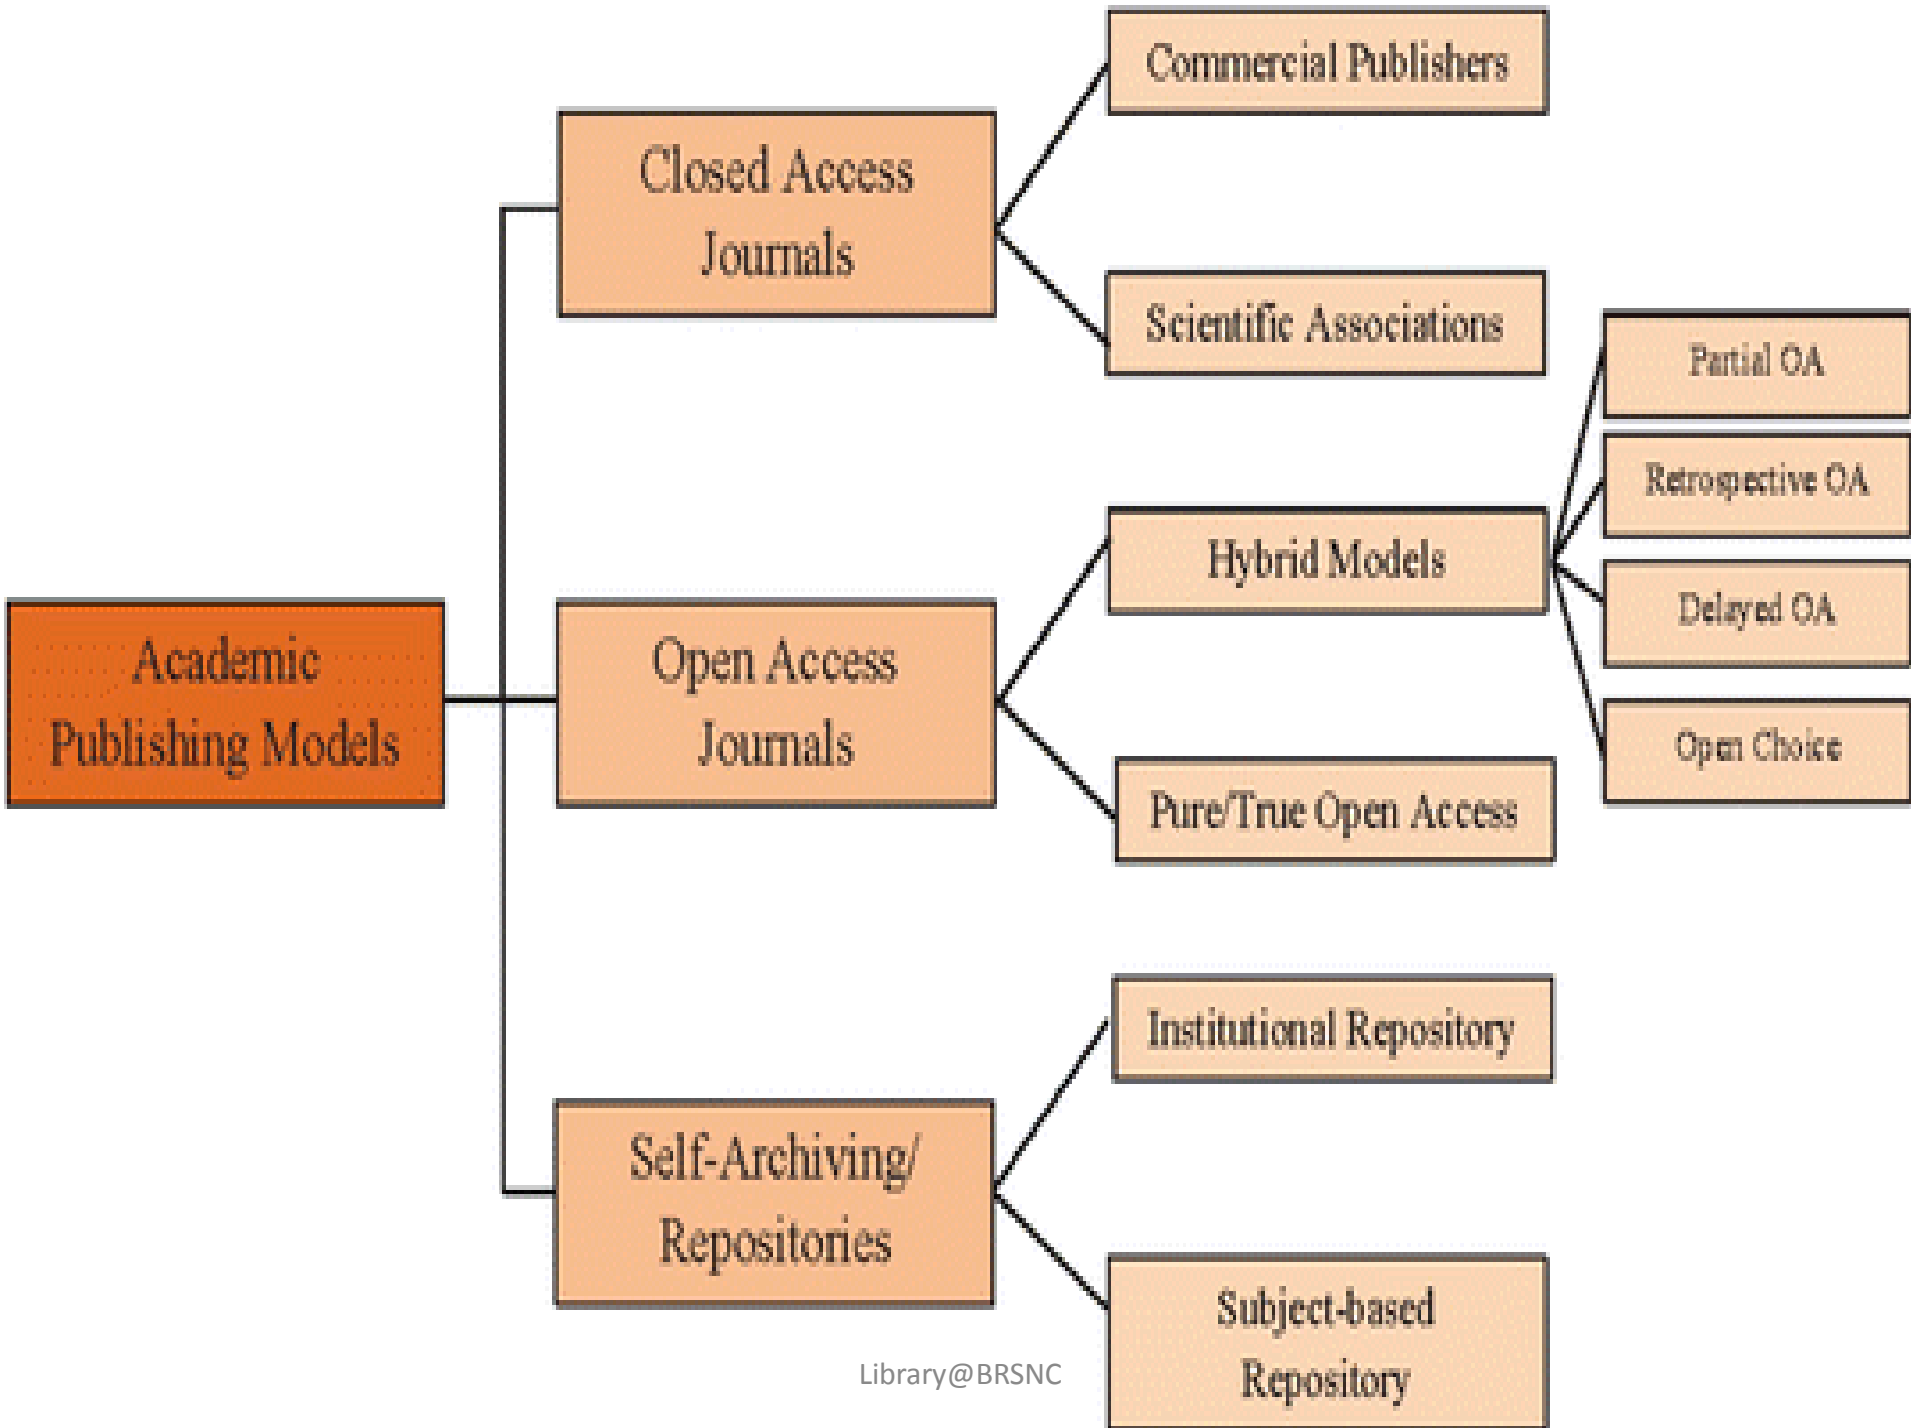 Academic
Publishing Models
Closed Access
Journals
Commercial Publishers
Scientific Associations
Open Access
Journals
Hybrid Models
Partial OA
Retrospective OA
Delayed OA
Open Choice
Pure/True Open Access
Self-Archiving/
Repositories
Institutional Repository
Subject-based
Repository
Library@BRSNC